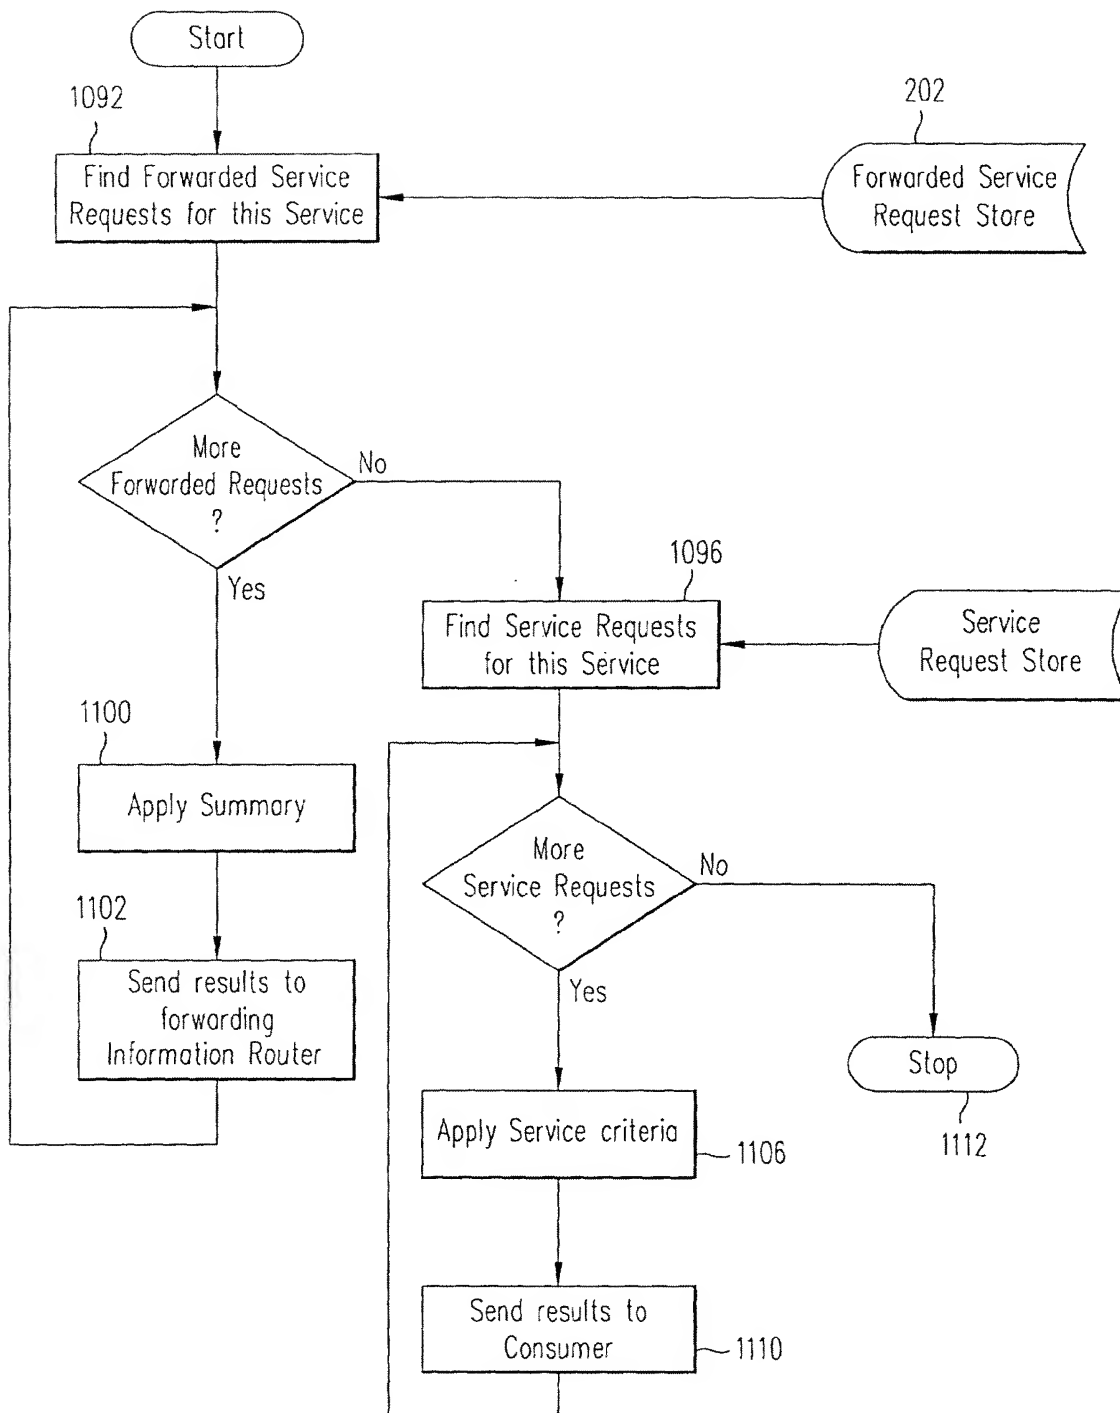 Start
1092
202
Find Forwarded Service
Requests for this Service
Forwarded Service
Request Store
More
Forwarded Requests
?
No
Yes
1096
Find Service Requests
for this Service
Service
Request Store
1100
Apply Summary
More
Service Requests
?
No
Yes
1102
Send results to
forwarding
Information Router
Stop
1112
Apply Service criteria
1106
Send results to
Consumer
1110